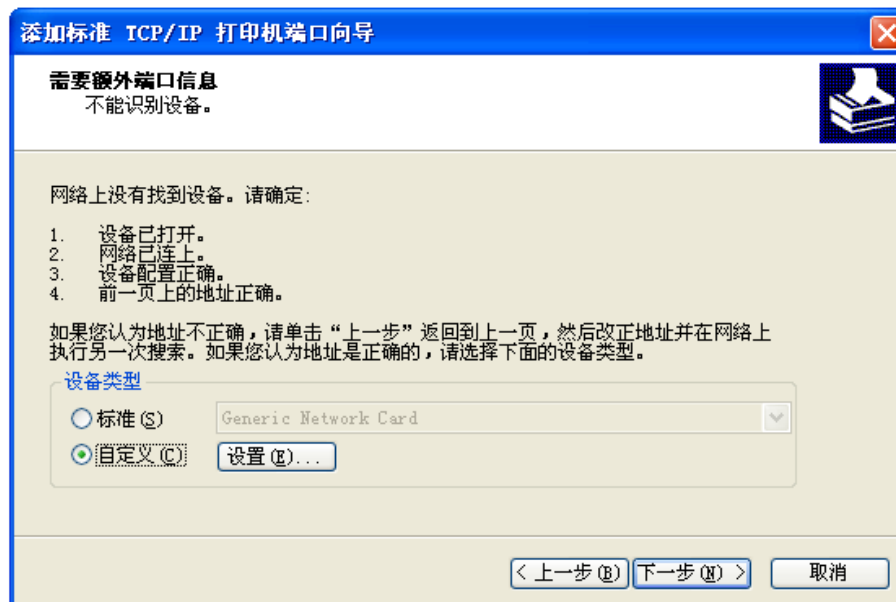 添加标准 TCP/IP 打印机端口向导
需要额外端口信息
不能识别设备。
网络上没有找到设备。请确定:
1. 设备已打开。
2. 网络已连上。
3. 设备配置正确。
4. 前一页上的地址正确。
如果您认为地址不正确，请单击“上一步”返回到上一页，然后改正地址并在网络上
执行另一次搜索。如果您认为地址是正确的，请选择下面的设备类型。
设备类型
标准(S) Generic Network Card
自定义(C) 设置(E)...
< 上一步(B) 下一步(N) > 取消